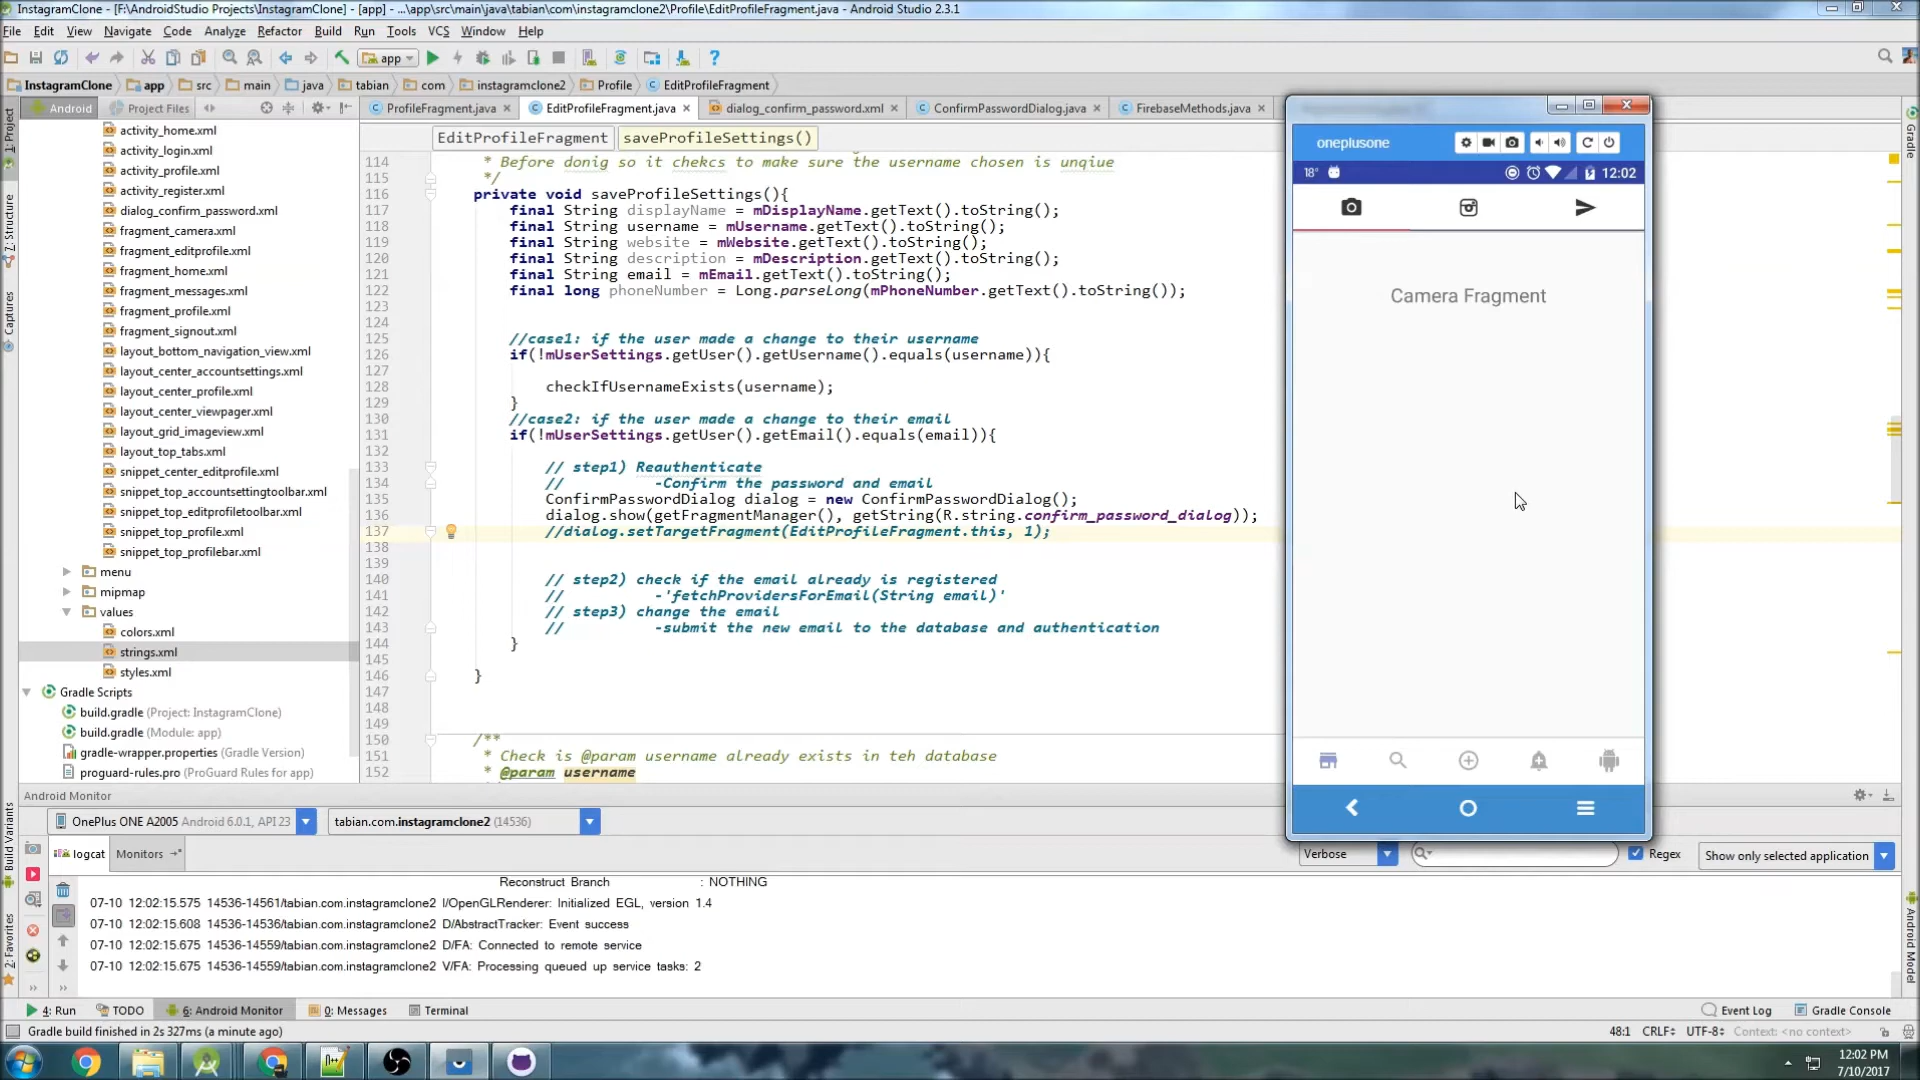 InstagramClone - [F:\AndroidStudio Projects\InstagramClone] - [app] - ...\app\src\main\java\tabian\com\instagramclone2\Profile\EditProfileFragment.java - Android Studio 2.3.1
File Edit View Navigate Code Analyze Refactor Build Run Tools VCS Window Help
app
InstagramClone app src main java tabian com instagramclone2 Profile EditProfileFragment
Android Project Files
ProfileFragment.java EditProfileFragment.java dialog_confirm_password.xml ConfirmPasswordDialog.java FirebaseMethods.java
EditProfileFragment saveProfileSettings()
1: Project
7: Structure
Captures
Build Variants
2: Favorites
Gradle
Android Model
activity_home.xml
activity_login.xml
activity_profile.xml
activity_register.xml
dialog_confirm_password.xml
fragment_camera.xml
fragment_editprofile.xml
fragment_home.xml
fragment_messages.xml
fragment_profile.xml
fragment_signout.xml
layout_bottom_navigation_view.xml
layout_center_accountsettings.xml
layout_center_profile.xml
layout_center_viewpager.xml
layout_grid_imageview.xml
layout_top_tabs.xml
snippet_center_editprofile.xml
snippet_top_accountsettingtoolbar.xml
snippet_top_editprofiletoolbar.xml
snippet_top_profile.xml
snippet_top_profilebar.xml
menu
mipmap
values
colors.xml
strings.xml
styles.xml
Gradle Scripts
build.gradle (Project: InstagramClone)
build.gradle (Module: app)
gradle-wrapper.properties (Gradle Version)
proguard-rules.pro (ProGuard Rules for app)
114 * Before donig so it chekcs to make sure the username chosen is unqiue
115 */
116 private void saveProfileSettings(){
117 final String displayName = mDisplayName.getText().toString();
118 final String username = mUsername.getText().toString();
119 final String website = mWebsite.getText().toString();
120 final String description = mDescription.getText().toString();
121 final String email = mEmail.getText().toString();
122 final long phoneNumber = Long.parseLong(mPhoneNumber.getText().toString());
123
124
125 //case1: if the user made a change to their username
126 if(!mUserSettings.getUser().getUsername().equals(username)){
127
128 checkIfUsernameExists(username);
129 }
130 //case2: if the user made a change to their email
131 if(!mUserSettings.getUser().getEmail().equals(email)){
132
133 // step1) Reauthenticate
134 // -Confirm the password and email
135 ConfirmPasswordDialog dialog = new ConfirmPasswordDialog();
136 dialog.show(getFragmentManager(), getString(R.string.confirm_password_dialog));
137 //dialog.setTargetFragment(EditProfileFragment.this, 1);
138
139
140 // step2) check if the email already is registered
141 // -'fetchProvidersForEmail(String email)'
142 // step3) change the email
143 // -submit the new email to the database and authentication
144 }
145
146 }
147
148
149
150 /**
151 * Check is @param username already exists in teh database
152 * @param username
oneplusone
18° 12:02
Camera Fragment
Android Monitor
OnePlus ONE A2005 Android 6.0.1, API 23 tabian.com.instagramclone2 (14536)
logcat Monitors
Verbose Regex Show only selected application
Reconstruct Branch : NOTHING
07-10 12:02:15.575 14536-14561/tabian.com.instagramclone2 I/OpenGLRenderer: Initialized EGL, version 1.4
07-10 12:02:15.608 14536-14536/tabian.com.instagramclone2 D/AbstractTracker: Event success
07-10 12:02:15.675 14536-14559/tabian.com.instagramclone2 D/FA: Connected to remote service
07-10 12:02:15.675 14536-14559/tabian.com.instagramclone2 V/FA: Processing queued up service tasks: 2
4: Run TODO 6: Android Monitor 0: Messages Terminal Event Log Gradle Console
Gradle build finished in 2s 327ms (a minute ago) 48:1 CRLF UTF-8 Context: <no context>
12:02 PM
7/10/2017